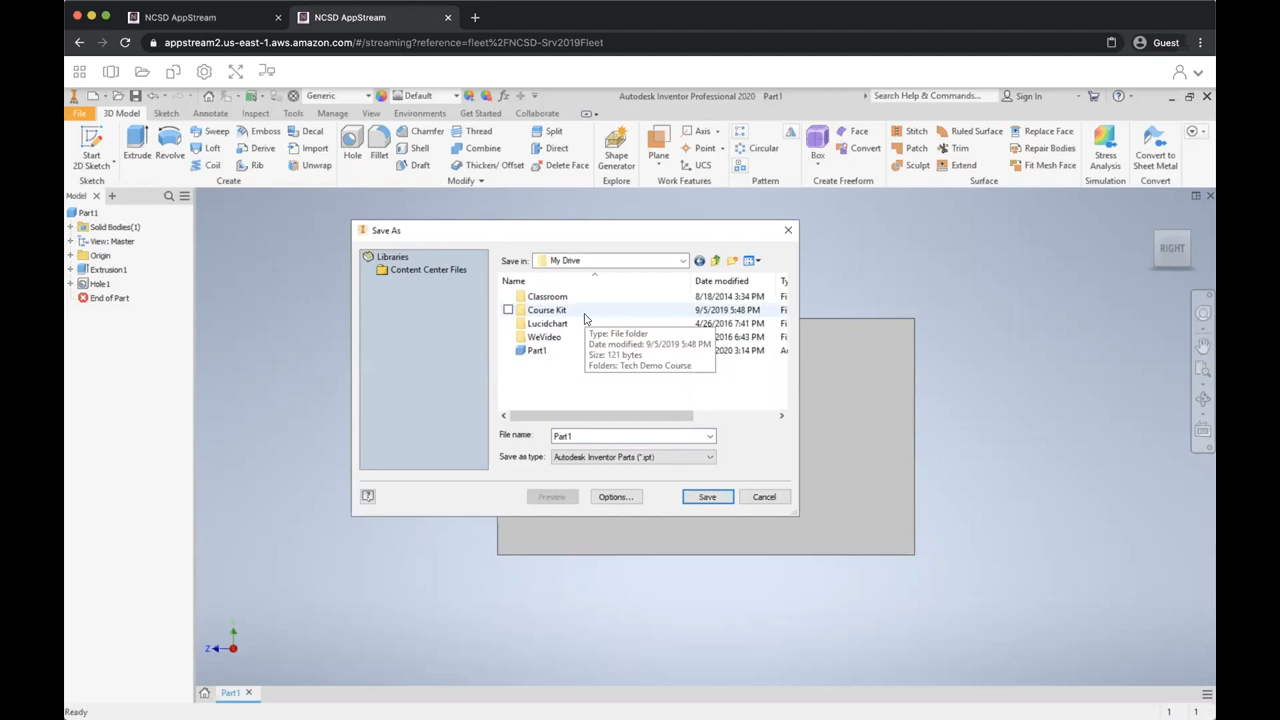 NCSD AppStream
NCSD AppStream
appstream2.us-east-1.aws.amazon.com/#/streaming?reference=fleet%2FNCSD-Srv2019Fleet
Guest
Generic
Default
Autodesk Inventor Professional 2020 Part1
Search Help & Commands...
Sign In
File 3D Model Sketch Annotate Inspect Tools Manage View Environments Get Started Collaborate
Start
2D Sketch
Sketch
Extrude
Revolve
Sweep
Loft
Coil
Emboss
Derive
Rib
Decal
Import
Unwrap
Create
Hole
Fillet
Chamfer
Shell
Draft
Thread
Combine
Thicken/ Offset
Split
Direct
Delete Face
Modify
Shape
Generator
Explore
Plane
Axis
Point
UCS
Work Features
Circular
Pattern
Box
Face
Convert
Create Freeform
Stitch
Patch
Sculpt
Ruled Surface
Trim
Extend
Replace Face
Repair Bodies
Fit Mesh Face
Surface
Stress
Analysis
Simulation
Convert to
Sheet Metal
Convert
Model
Part1
Solid Bodies(1)
View: Master
Origin
Extrusion1
Hole1
End of Part
RIGHT
Save As
Libraries
Content Center Files
Save in: My Drive
Name Date modified Ty
Classroom 8/18/2014 3:34 PM Fi
Course Kit 9/5/2019 5:48 PM Fi
Lucidchart 4/26/2016 7:41 PM Fi
WeVideo 2016 6:43 PM Fi
Part1 2020 3:14 PM Au
Type: File folder
Date modified: 9/5/2019 5:48 PM
Size: 121 bytes
Folders: Tech Demo Course
File name: Part1
Save as type: Autodesk Inventor Parts (*.ipt)
Preview Options... Save Cancel
Z
Part1
Ready 1 1